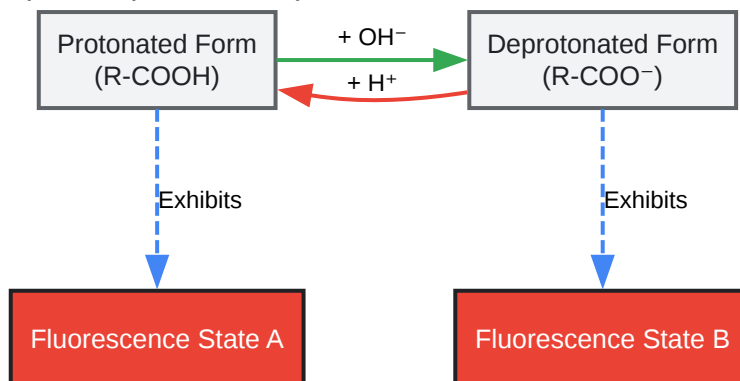 Protonated Form
(R-COOH)
+ OH⁻
+ H⁺
Deprotonated Form
(R-COO⁻)
Exhibits
Exhibits
Fluorescence State A
Fluorescence State B